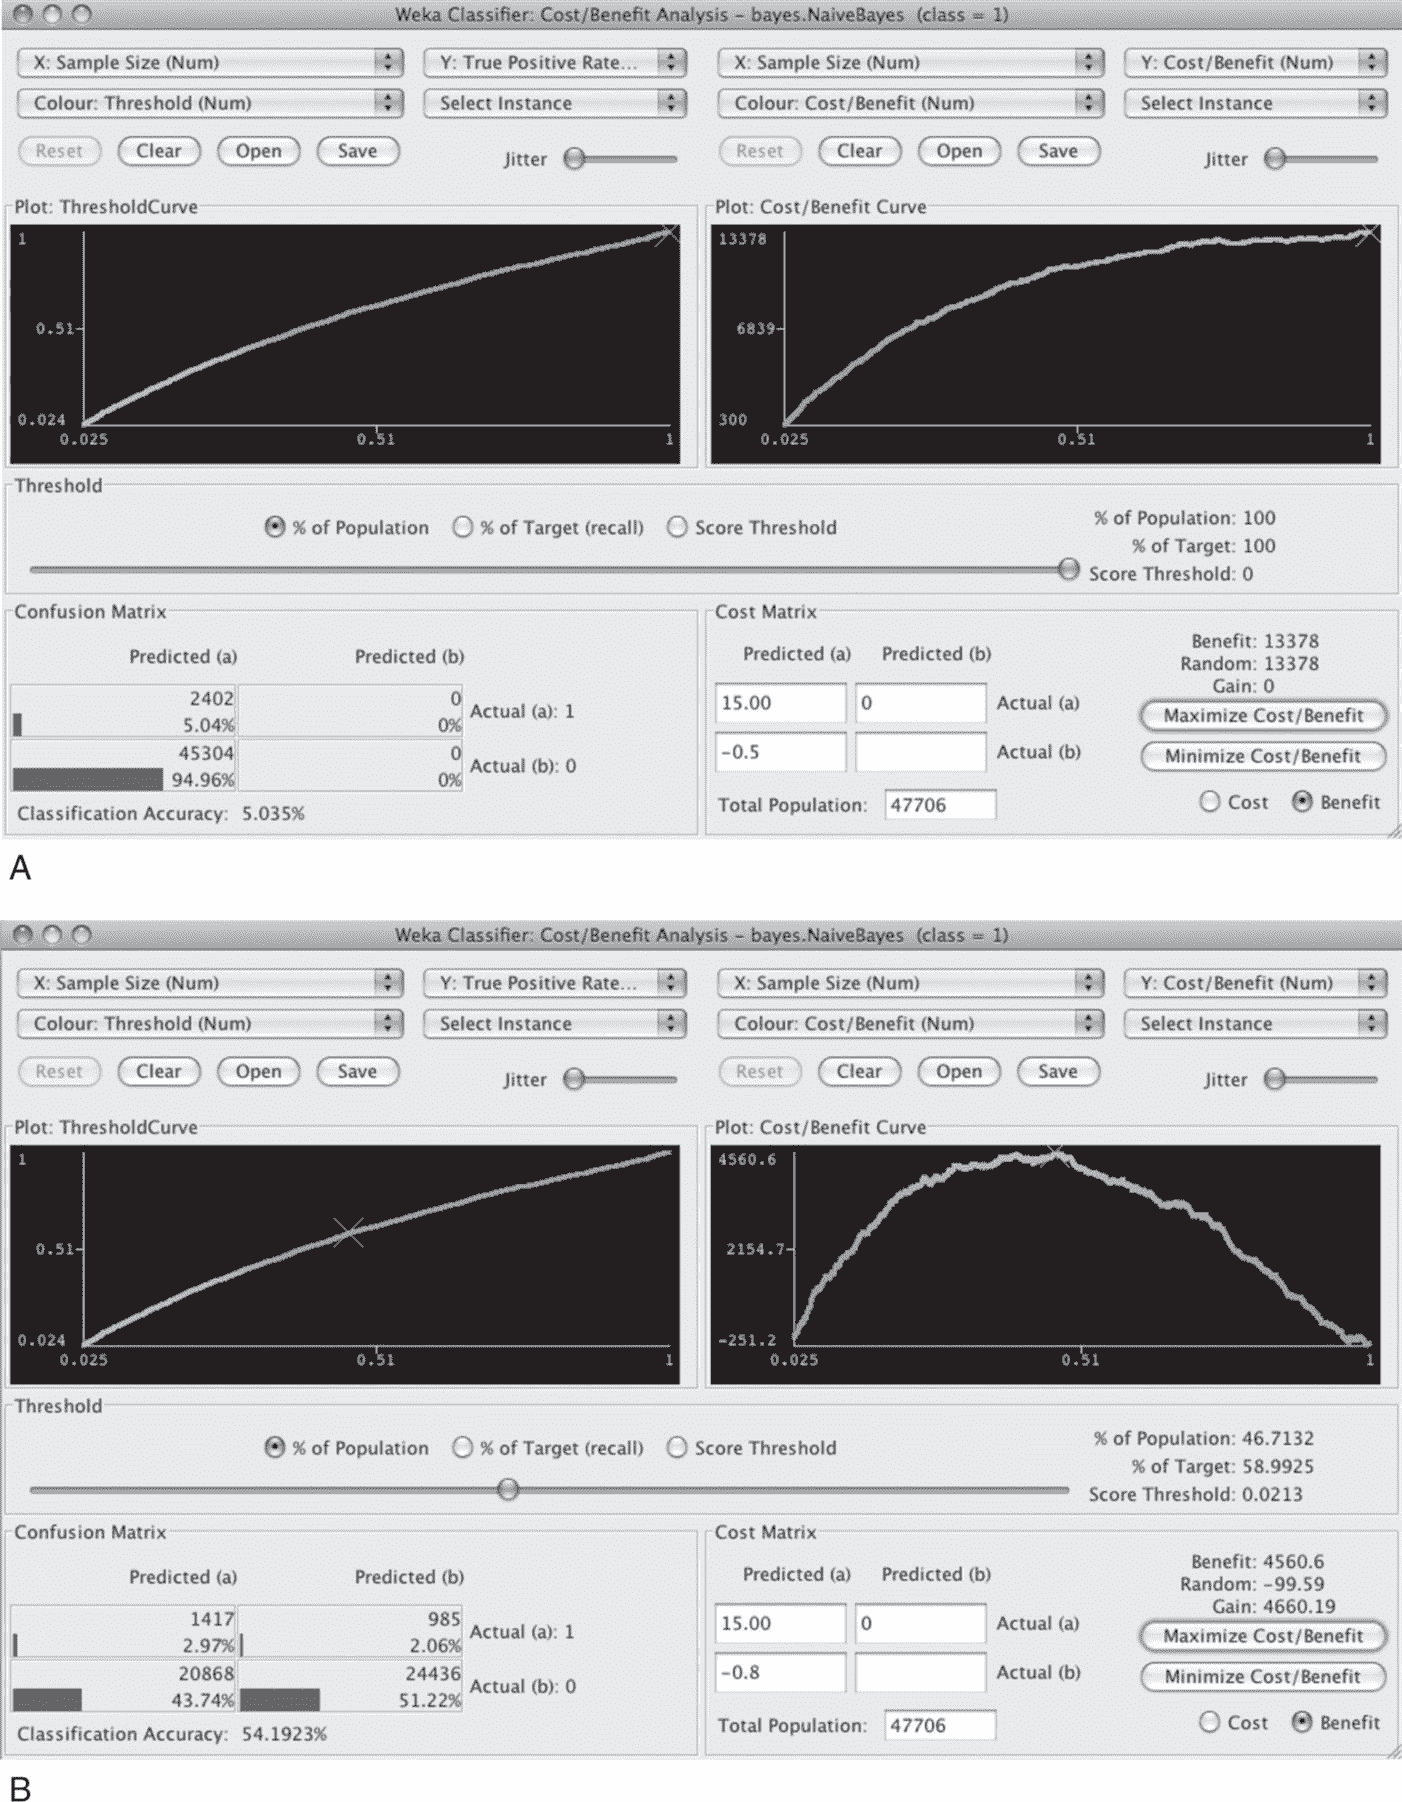 Weka Classifier: Cost/Benefit Analysis – bayes.NaiveBayes (class = 1)
X: Sample Size (Num) Y: True Positive Rate... X: Sample Size (Num) Y: Cost/Benefit (Num)
Colour: Threshold (Num) Select Instance Colour: Cost/Benefit (Num) Select Instance
Reset Clear Open Save Jitter Reset Clear Open Save Jitter
Plot: ThresholdCurve Plot: Cost/Benefit Curve
1 13378
0.51 6839
0.024 300
0.025 0.51 1 0.025 0.51 1
Threshold
% of Population % of Target (recall) Score Threshold
% of Population: 100
% of Target: 100
Score Threshold: 0
Confusion Matrix
Predicted (a) Predicted (b)
2402 0
5.04% 0%
Actual (a): 1
45304 0
94.96% 0%
Actual (b): 0
Classification Accuracy: 5.035%
Cost Matrix
Predicted (a) Predicted (b)
15.00 0 Actual (a)
-0.5 Actual (b)
Total Population: 47706
Benefit: 13378
Random: 13378
Gain: 0
Maximize Cost/Benefit
Minimize Cost/Benefit
Cost Benefit
A
Weka Classifier: Cost/Benefit Analysis – bayes.NaiveBayes (class = 1)
X: Sample Size (Num) Y: True Positive Rate... X: Sample Size (Num) Y: Cost/Benefit (Num)
Colour: Threshold (Num) Select Instance Colour: Cost/Benefit (Num) Select Instance
Reset Clear Open Save Jitter Reset Clear Open Save Jitter
Plot: ThresholdCurve Plot: Cost/Benefit Curve
1 4560.6
0.51 2154.7
0.024 -251.2
0.025 0.51 1 0.025 0.51 1
Threshold
% of Population % of Target (recall) Score Threshold
% of Population: 46.7132
% of Target: 58.9925
Score Threshold: 0.0213
Confusion Matrix
Predicted (a) Predicted (b)
1417 985
2.97% 2.06%
Actual (a): 1
20868 24436
43.74% 51.22%
Actual (b): 0
Classification Accuracy: 54.1923%
Cost Matrix
Predicted (a) Predicted (b)
15.00 0 Actual (a)
-0.8 Actual (b)
Total Population: 47706
Benefit: 4560.6
Random: -99.59
Gain: 4660.19
Maximize Cost/Benefit
Minimize Cost/Benefit
Cost Benefit
B